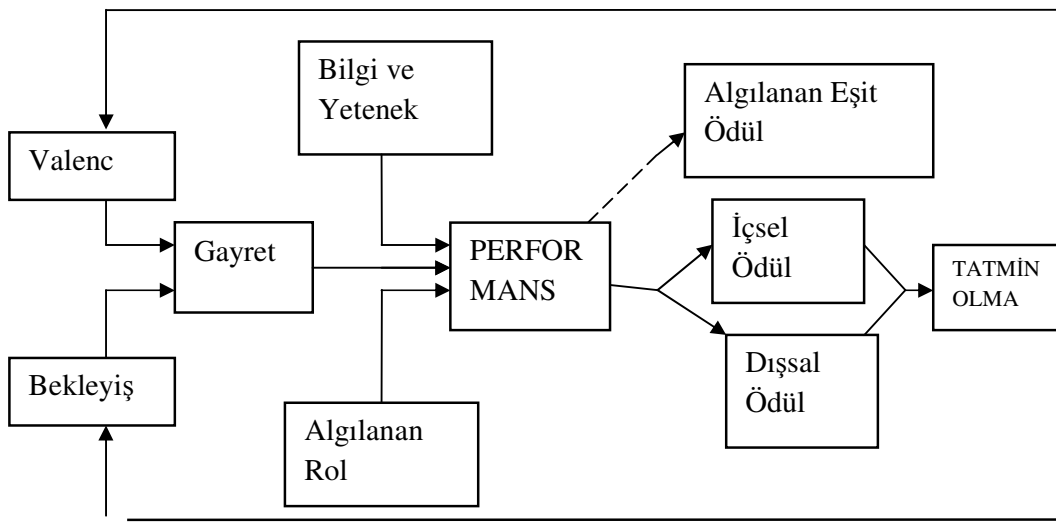 Bilgi ve
Yetenek
Algılanan Eşit
Ödül
Valenc
Gayret
PERFOR
MANS
İçsel
Ödül
TATMİN
OLMA
Bekleyiş
Algılanan
Rol
Dışsal
Ödül